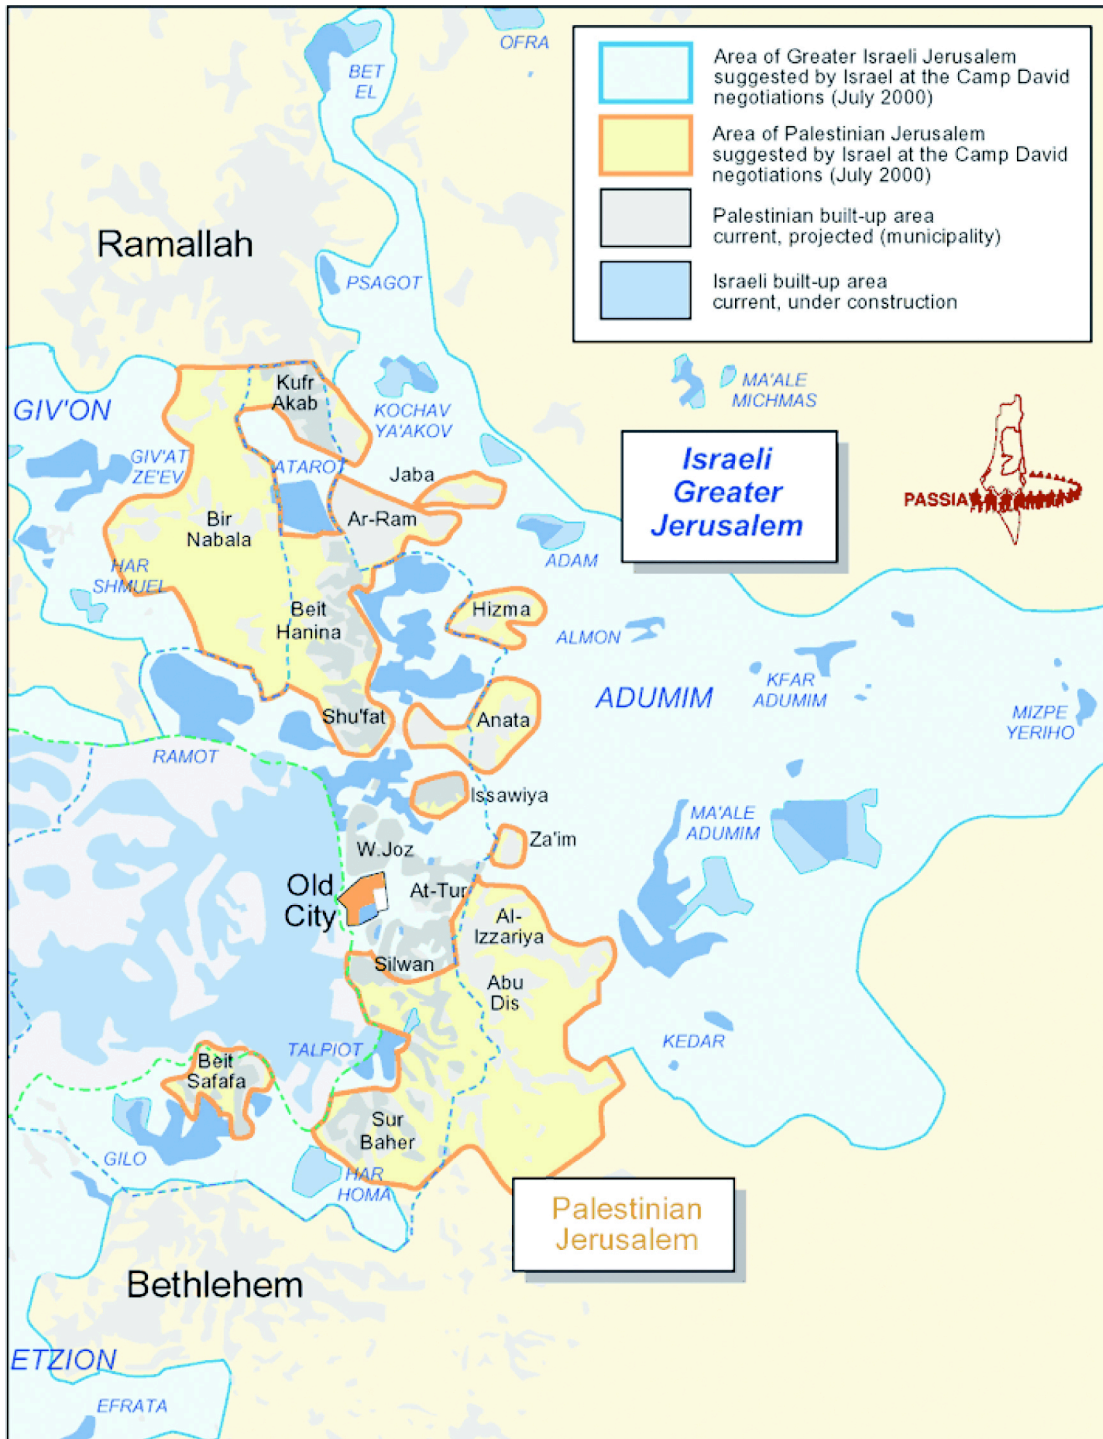 OFRA
BET
EL
Area of Greater Israeli Jerusalem
suggested by Israel at the Camp David
negotiations (July 2000)
Area of Palestinian Jerusalem
suggested by Israel at the Camp David
negotiations (July 2000)
Palestinian built-up area
current, projected (municipality)
Israeli built-up area
current, under construction
Ramallah
PSAGOT
Kufr
Akab
GIV'ON
KOCHAV
YA'AKOV
MA'ALE
MICHMAS
GIV'AT
ZE'EV
ATAROT
Jaba
Israeli
Greater
Jerusalem
PASSIA
Bir
Nabala
Ar-Ram
ADAM
HAR
SHMUEL
Beit
Hanina
Hizma
ALMON
ADUMIM
KFAR
ADUMIM
MIZPE
YERIHO
Shu'fat
Anata
RAMOT
Issawiya
MA'ALE
ADUMIM
W.Joz
Za'im
Old
City
At-Tur
Al-
Izzariya
Silwan
Abu
Dis
TALPIOT
KEDAR
Beit
Safafa
Sur
Baher
GILO
HAR
HOMA
Palestinian
Jerusalem
Bethlehem
ETZION
EFRATA